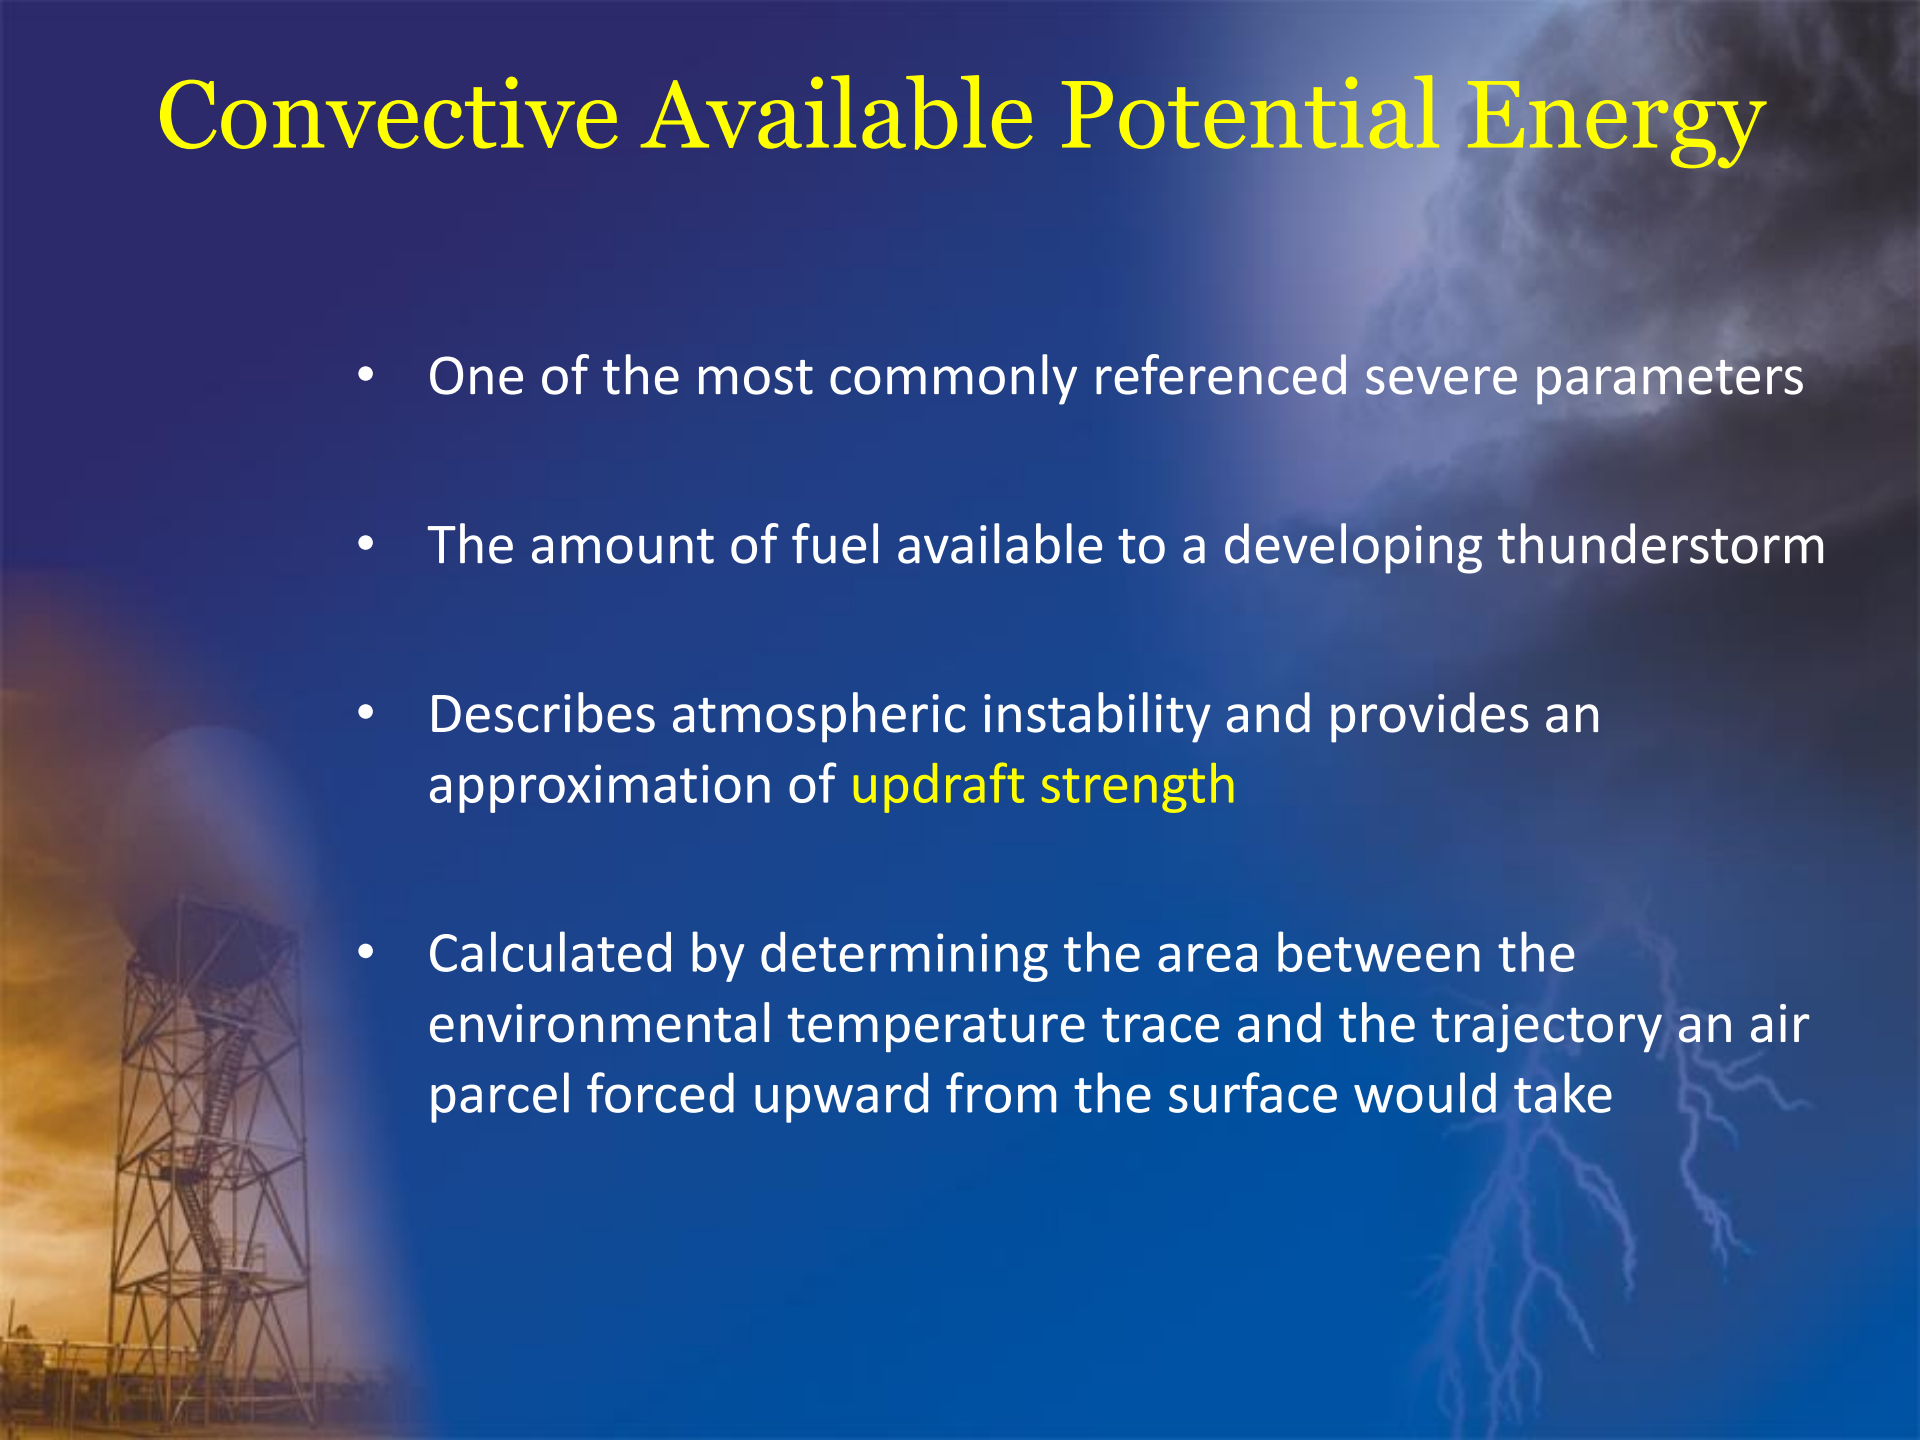 Convective Available Potential Energy
• One of the most commonly referenced severe parameters
• The amount of fuel available to a developing thunderstorm
• Describes atmospheric instability and provides an
approximation of updraft strength
• Calculated by determining the area between the
environmental temperature trace and the trajectory an air
parcel forced upward from the surface would take